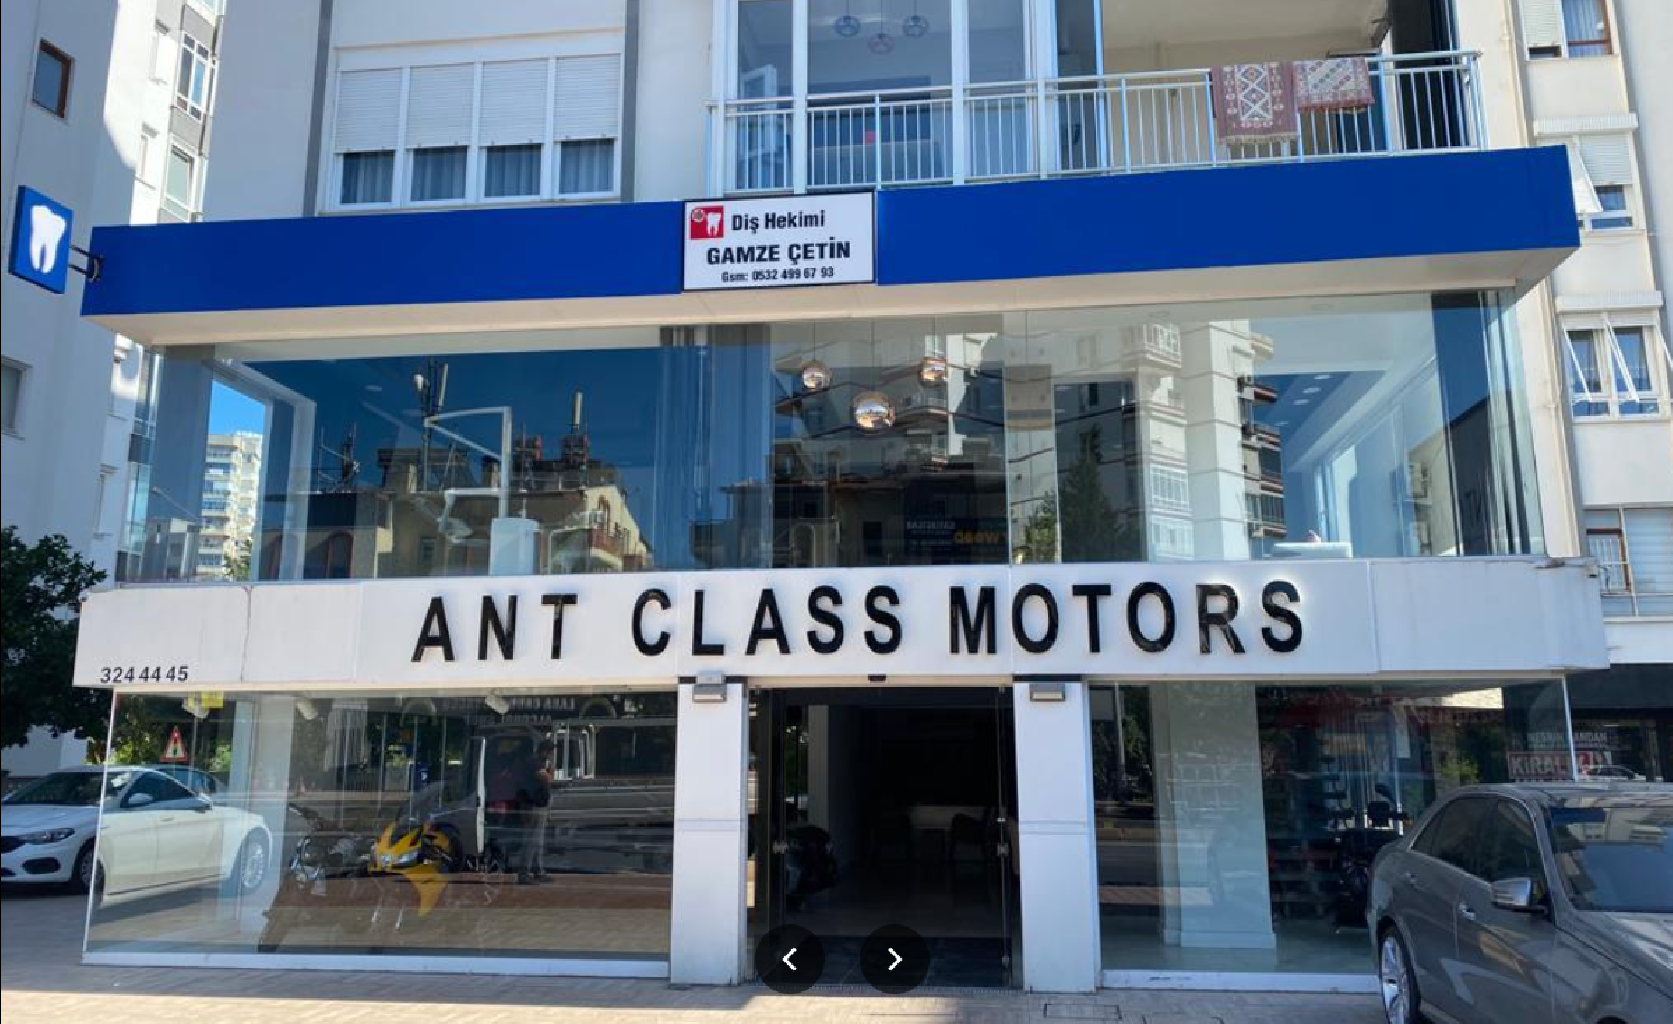 Diş Hekimi
GAMZE ÇETİN
Gsm: 0532 499 67 93
ANT CLASS MOTORS
324 44 45